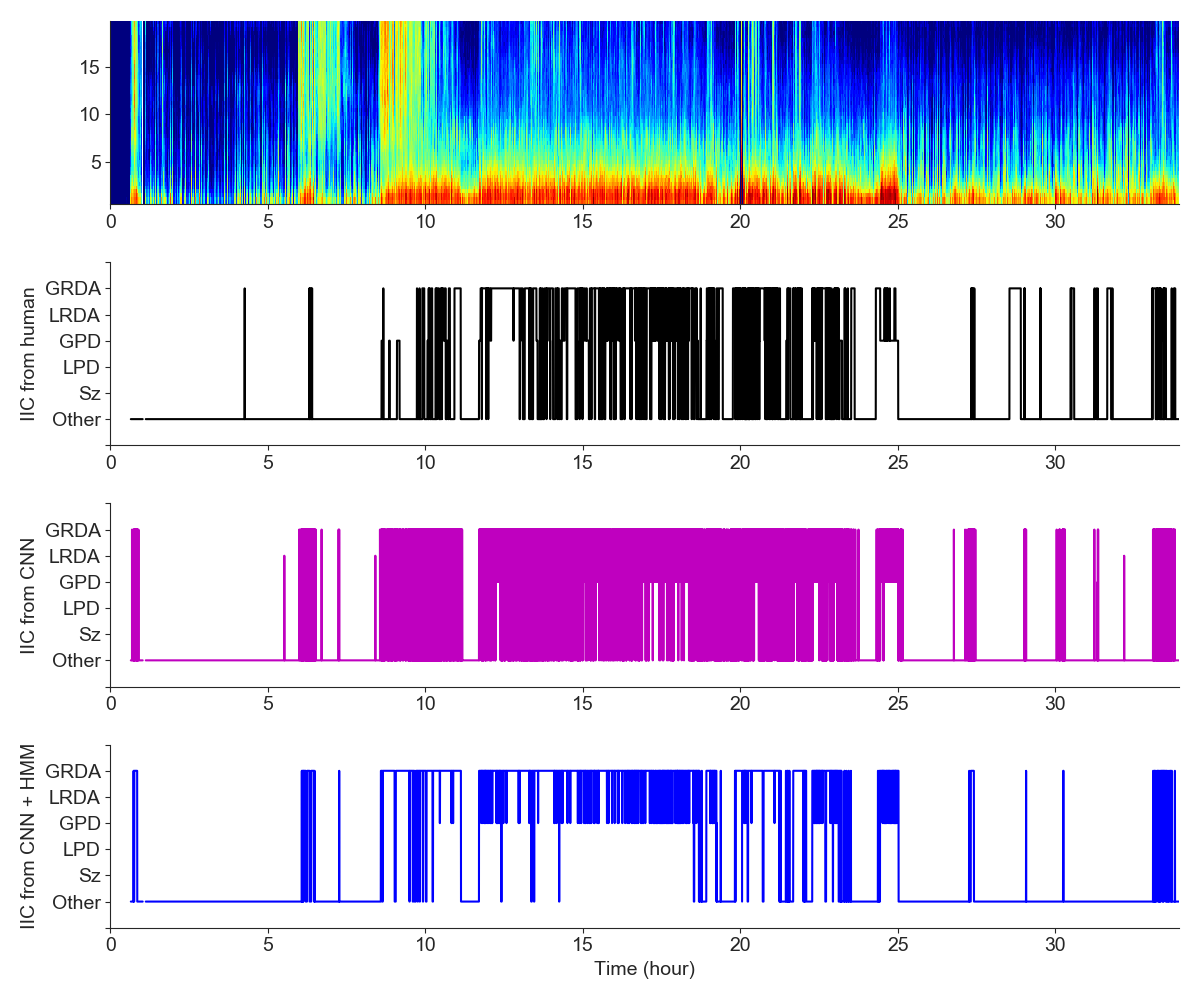 15
10
5
0 5 10 15 20 25 30
IIC from human
GRDA
LRDA
GPD
LPD
Sz
Other
0 5 10 15 20 25 30
IIC from CNN
GRDA
LRDA
GPD
LPD
Sz
Other
0 5 10 15 20 25 30
IIC from CNN + HMM
GRDA
LRDA
GPD
LPD
Sz
Other
0 5 10 15 20 25 30
Time (hour)